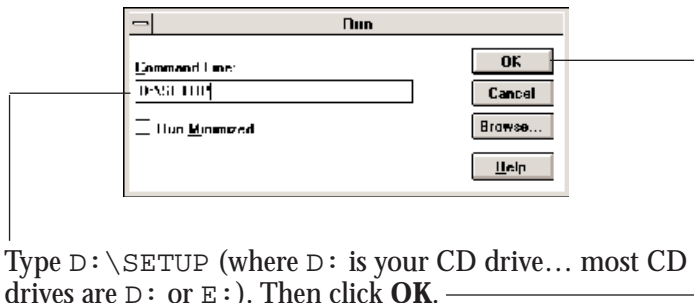 Run
Command Line:
OK
D:\SETUP
Cancel
Run Minimized
Browse...
Help
Type D:\SETUP (where D: is your CD drive… most CD
drives are D: or E:). Then click OK.